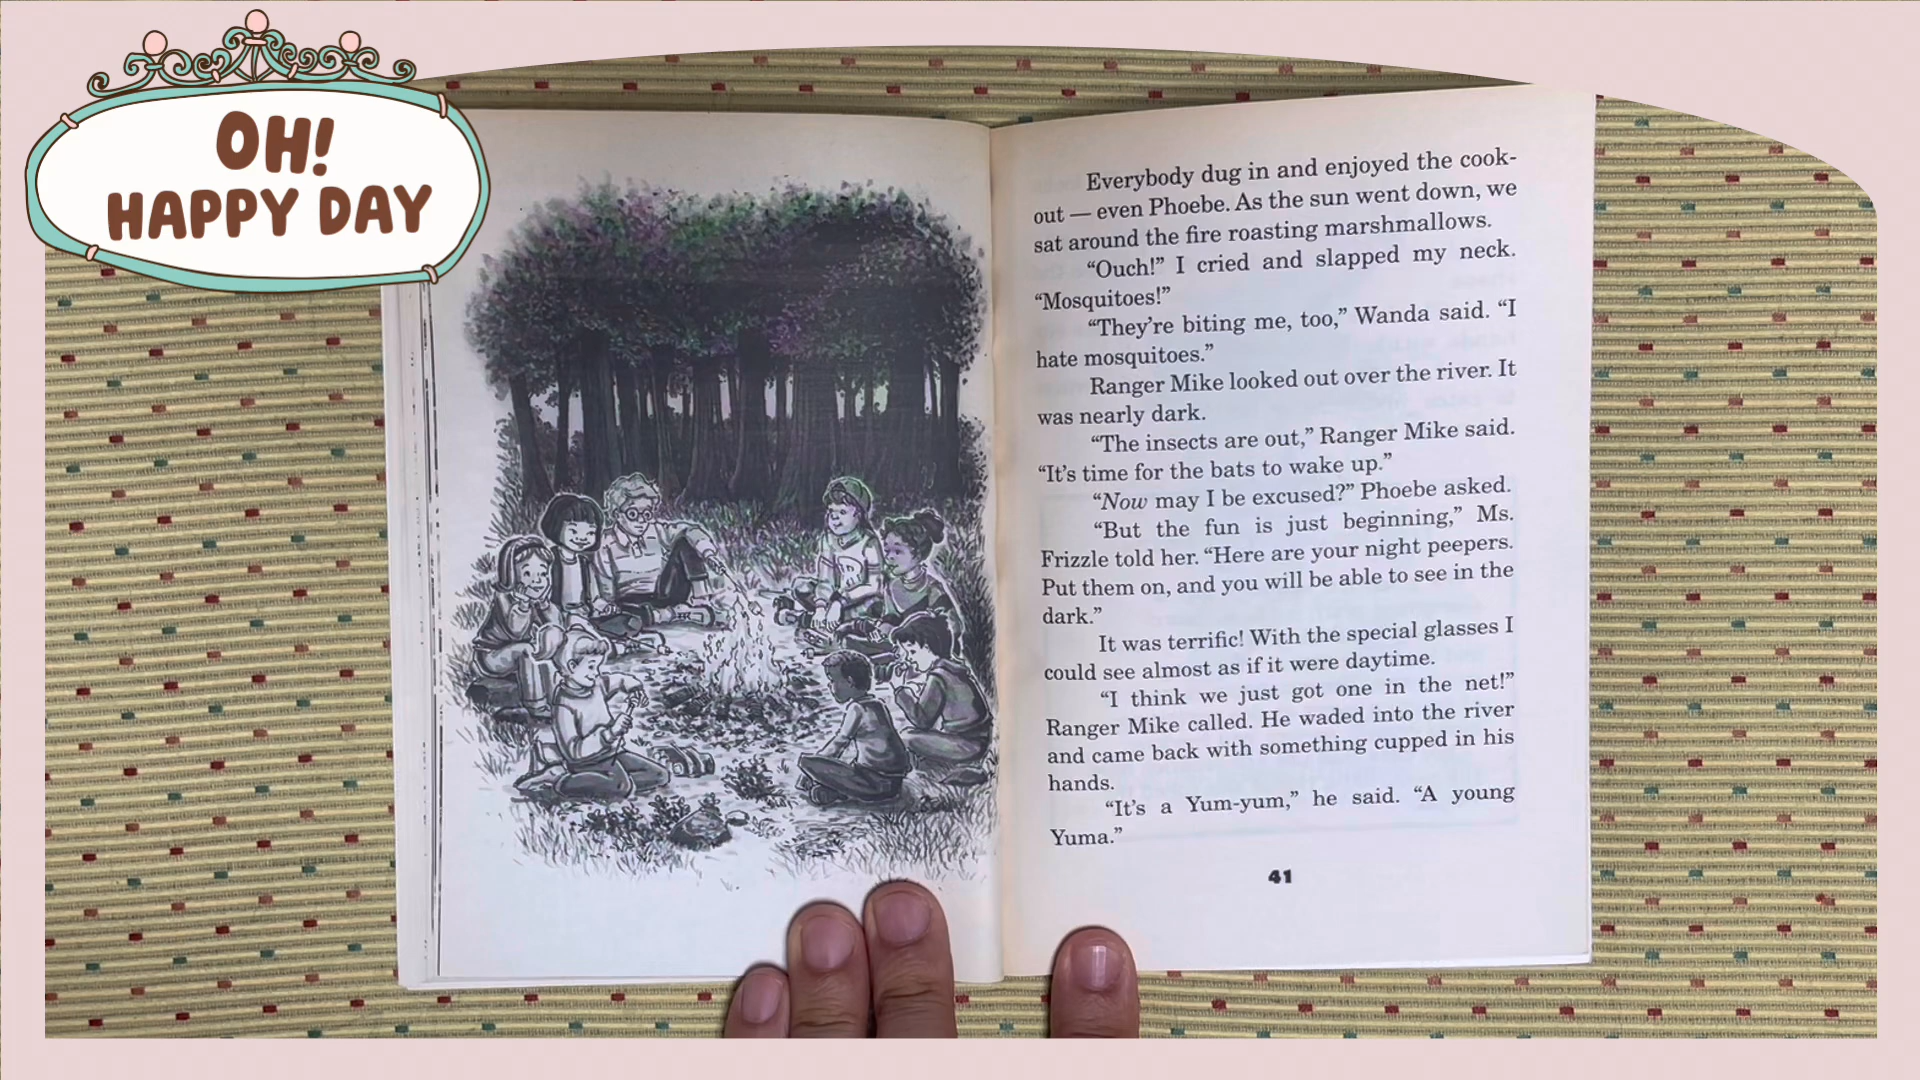 OH!
HAPPY DAY
Everybody dug in and enjoyed the cook-
out — even Phoebe. As the sun went down, we
sat around the fire roasting marshmallows.
“Ouch!” I cried and slapped my neck.
“Mosquitoes!”
“They’re biting me, too,” Wanda said. “I
hate mosquitoes.”
Ranger Mike looked out over the river. It
was nearly dark.
“The insects are out,” Ranger Mike said.
“It’s time for the bats to wake up.”
“Now may I be excused?” Phoebe asked.
“But the fun is just beginning,” Ms.
Frizzle told her. “Here are your night peepers.
Put them on, and you will be able to see in the
dark.”
It was terrific! With the special glasses I
could see almost as if it were daytime.
“I think we just got one in the net!”
Ranger Mike called. He waded into the river
and came back with something cupped in his
hands.
“It’s a Yum-yum,” he said. “A young
Yuma.”
41